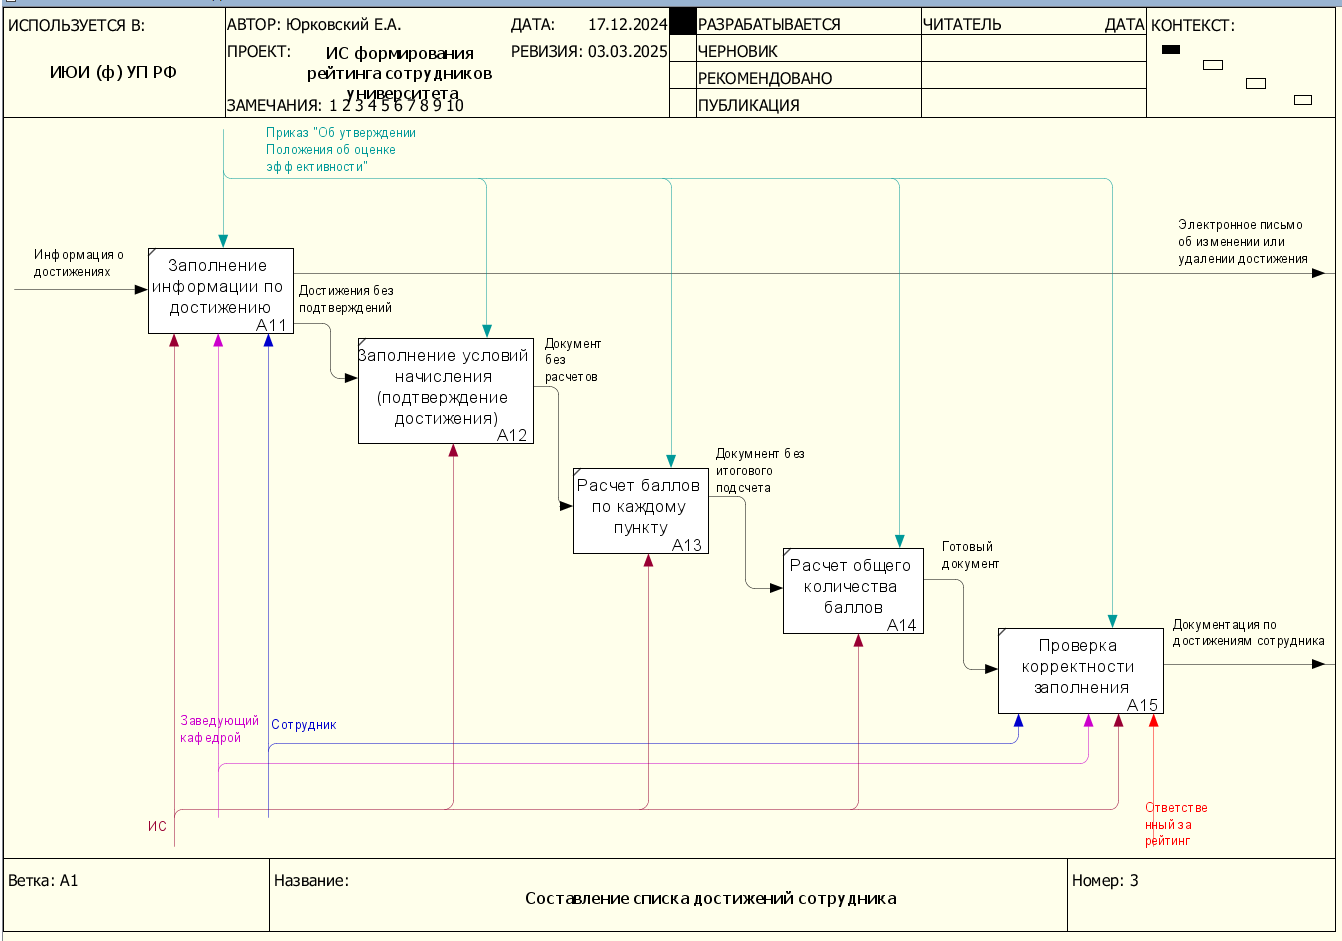 ИСПОЛЬЗУЕТСЯ В:
ИЮИ (ф) УП РФ
АВТОР: Юрковский Е.А.
ДАТА: 17.12.2024
ПРОЕКТ: ИС формирования
рейтинга сотрудников
университета
РЕВИЗИЯ: 03.03.2025
ЗАМЕЧАНИЯ: 1 2 3 4 5 6 7 8 9 10
РАЗРАБАТЫВАЕТСЯ
ЧЕРНОВИК
РЕКОМЕНДОВАНО
ПУБЛИКАЦИЯ
ЧИТАТЕЛЬ
ДАТА
КОНТЕКСТ:
Приказ "Об утверждении
Положения об оценке
эффективности"
Информация о
достижениях
Заполнение
информации по
достижению
A11
Электронное письмо
об изменении или
удалении достижения
Достижения без
подтверждений
Заполнение условий
начисления
(подтверждение
достижения)
A12
Документ
без
расчетов
Расчет баллов
по каждому
пункту
A13
Докумнент без
итогового
подсчета
Расчет общего
количества
баллов
A14
Готовый
документ
Проверка
корректности
заполнения
A15
Документация по
достижениям сотрудника
Заведующий
кафедрой
Сотрудник
ИС
Ответстве
нный за
рейтинг
Ветка: A1
Название:
Составление списка достижений сотрудника
Номер: 3